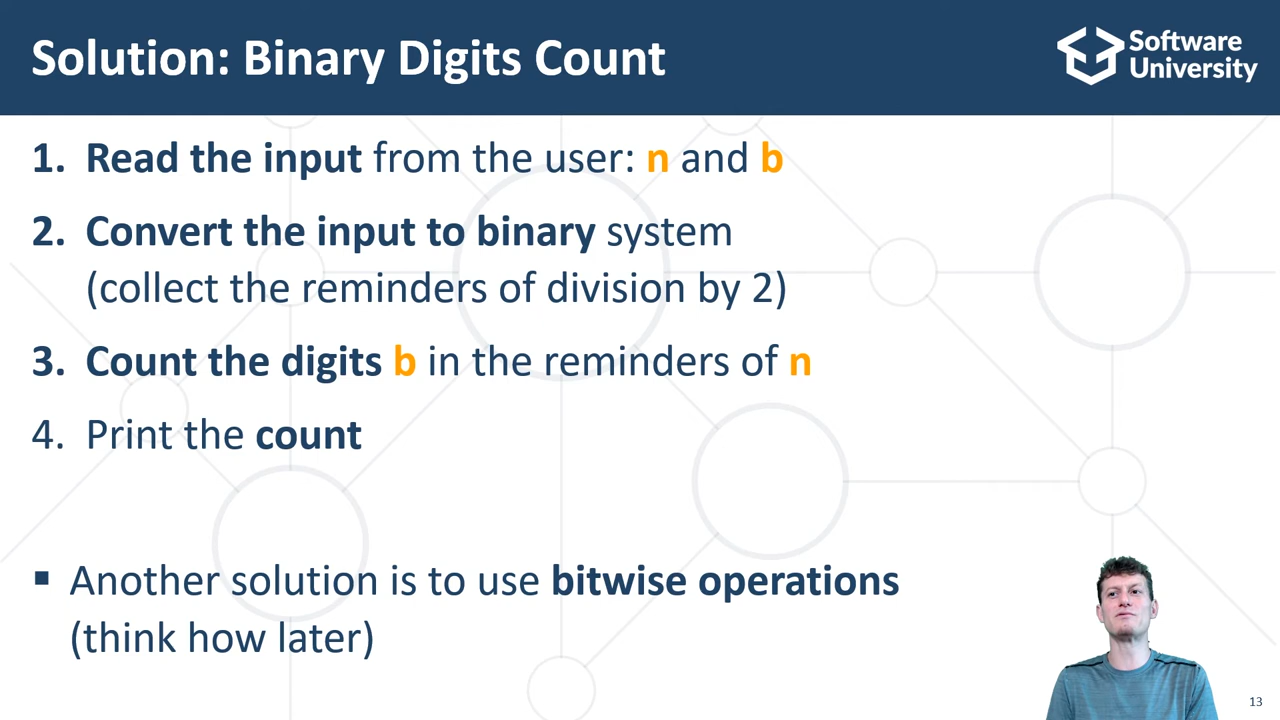 Solution: Binary Digits Count
Software
University
1. Read the input from the user: n and b
2. Convert the input to binary system
(collect the reminders of division by 2)
3. Count the digits b in the reminders of n
4. Print the count
▪ Another solution is to use bitwise operations
(think how later)
13